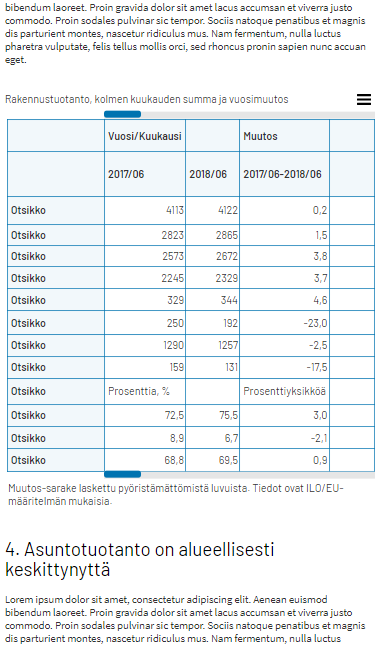 bibendum laoreet. Proin gravida dolor sit amet lacus accumsan et viverra justo
commodo. Proin sodales pulvinar sic tempor. Sociis natoque penatibus et magnis
dis parturient montes, nascetur ridiculus mus. Nam fermentum, nulla luctus
pharetra vulputate, felis tellus mollis orci, sed rhoncus pronin sapien nunc accuan
eget.
Rakennustuotanto, kolmen kuukauden summa ja vuosimuutos
Vuosi/Kuukausi Muutos
2017/06 2018/06 2017/06-2018/06
Otsikko 4113 4122 0,2
Otsikko 2823 2865 1,5
Otsikko 2573 2672 3,8
Otsikko 2245 2329 3,7
Otsikko 329 344 4,6
Otsikko 250 192 -23,0
Otsikko 1290 1257 -2,5
Otsikko 159 131 -17,5
Otsikko Prosenttia, % Prosenttiyksikköä
Otsikko 72,5 75,5 3,0
Otsikko 8,9 6,7 -2,1
Otsikko 68,8 69,5 0,9
Muutos-sarake laskettu pyöristämättömistä luvuista. Tiedot ovat ILO/EU-
määritelmän mukaisia.
4. Asuntotuotanto on alueellisesti
keskittynyttä
Lorem ipsum dolor sit amet, consectetur adipiscing elit. Aenean euismod
bibendum laoreet. Proin gravida dolor sit amet lacus accumsan et viverra justo
commodo. Proin sodales pulvinar sic tempor. Sociis natoque penatibus et magnis
dis parturient montes, nascetur ridiculus mus. Nam fermentum, nulla luctus